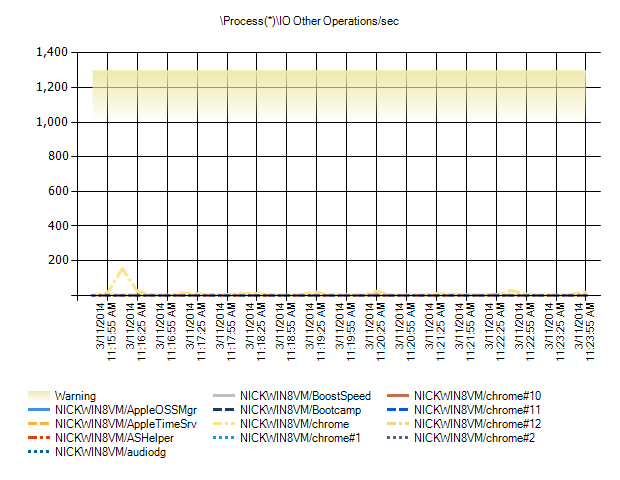 \Process(*)\IO Other Operations/sec
1,400
1,200
1,000
800
600
400
200
3/11/2014
11:15:55 AM
3/11/2014
11:16:25 AM
3/11/2014
11:16:55 AM
3/11/2014
11:17:25 AM
3/11/2014
11:17:55 AM
3/11/2014
11:18:25 AM
3/11/2014
11:18:55 AM
3/11/2014
11:19:25 AM
3/11/2014
11:19:55 AM
3/11/2014
11:20:25 AM
3/11/2014
11:20:55 AM
3/11/2014
11:21:25 AM
3/11/2014
11:21:55 AM
3/11/2014
11:22:25 AM
3/11/2014
11:22:55 AM
3/11/2014
11:23:25 AM
3/11/2014
11:23:55 AM
Warning NICKWIN8VM/BoostSpeed NICKWIN8VM/chrome#10
NICKWIN8VM/AppleOSSMgr NICKWIN8VM/Bootcamp NICKWIN8VM/chrome#11
NICKWIN8VM/AppleTimeSrv NICKWIN8VM/chrome NICKWIN8VM/chrome#12
NICKWIN8VM/ASHelper NICKWIN8VM/chrome#1 NICKWIN8VM/chrome#2
NICKWIN8VM/audiodg